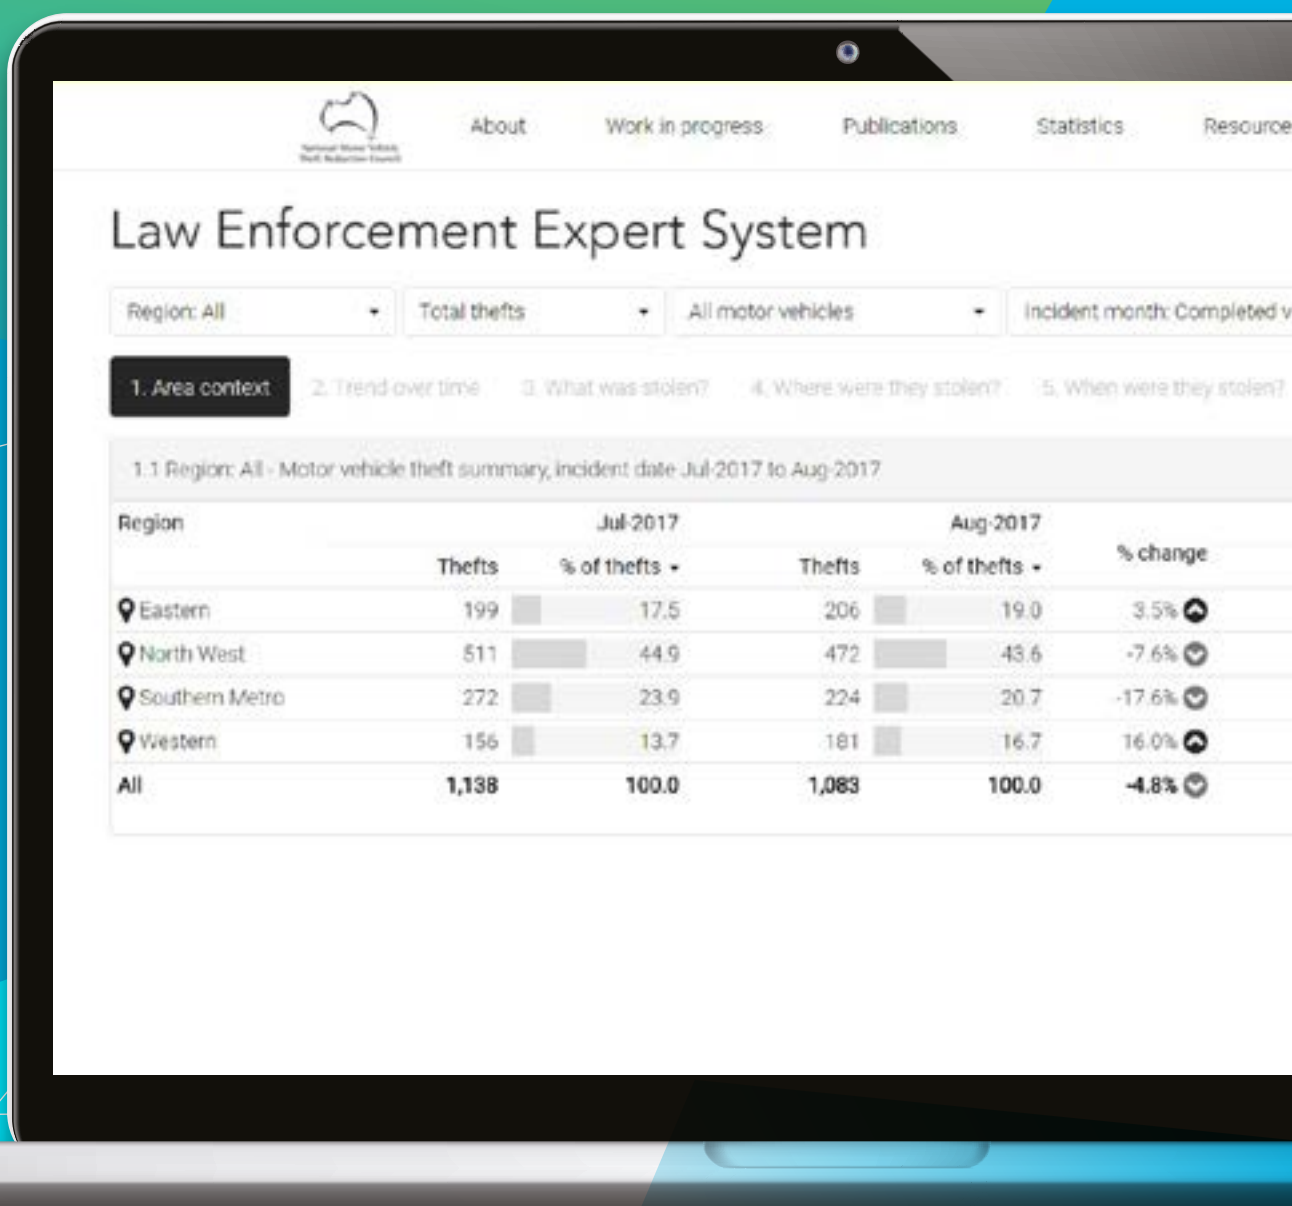 National Motor Vehicle
Theft Reduction Council
About Work in progress Publications Statistics Resource
Law Enforcement Expert System
Region: All Total thefts All motor vehicles Incident month: Completed v
1. Area context 2. Trend over time 3. What was stolen? 4. Where were they stolen? 5. When were they stolen?
1.1 Region: All - Motor vehicle theft summary, incident date Jul-2017 to Aug-2017
Region Jul-2017 Aug-2017 % change
Thefts % of thefts Thefts % of thefts
Eastern 199 17.5 206 19.0 3.5%
North West 511 44.9 472 43.6 -7.6%
Southern Metro 272 23.9 224 20.7 -17.6%
Western 156 13.7 181 16.7 16.0%
All 1,138 100.0 1,083 100.0 -4.8%